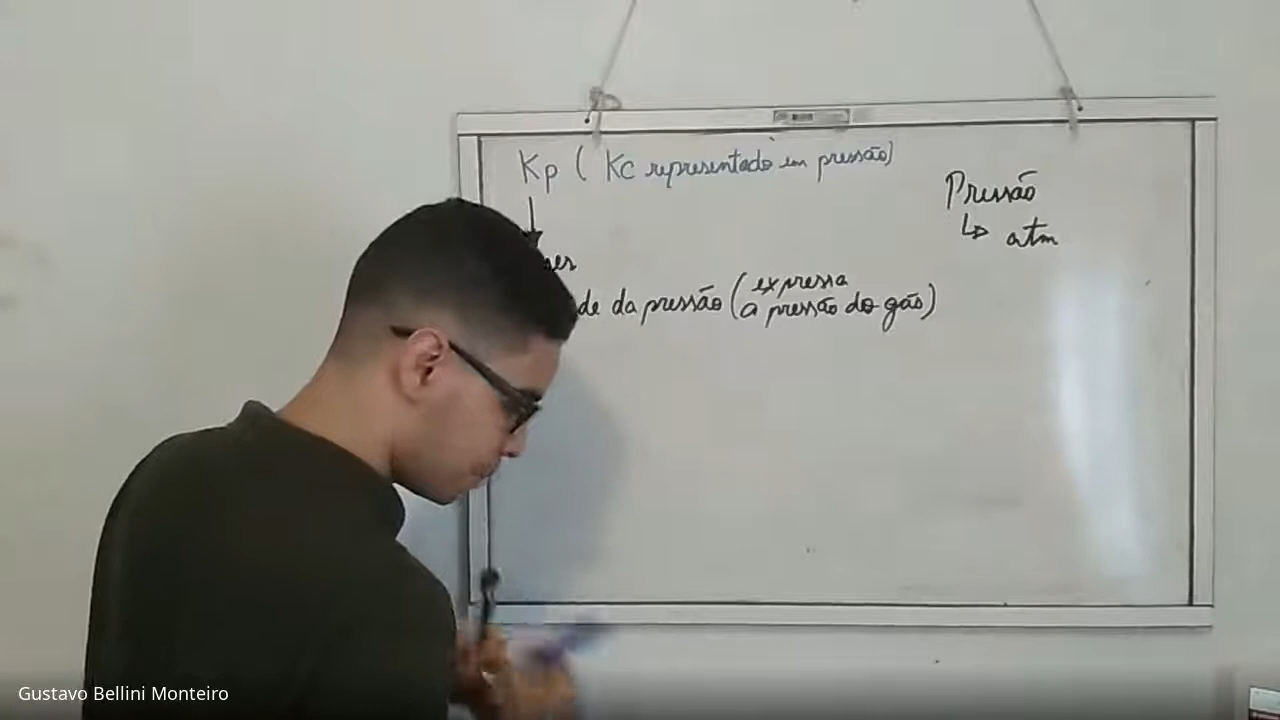 Kp ( Kc representado em pressão)
Pressão
↳ atm
de da pressão ( expressa
a pressão do gás)
Gustavo Bellini Monteiro